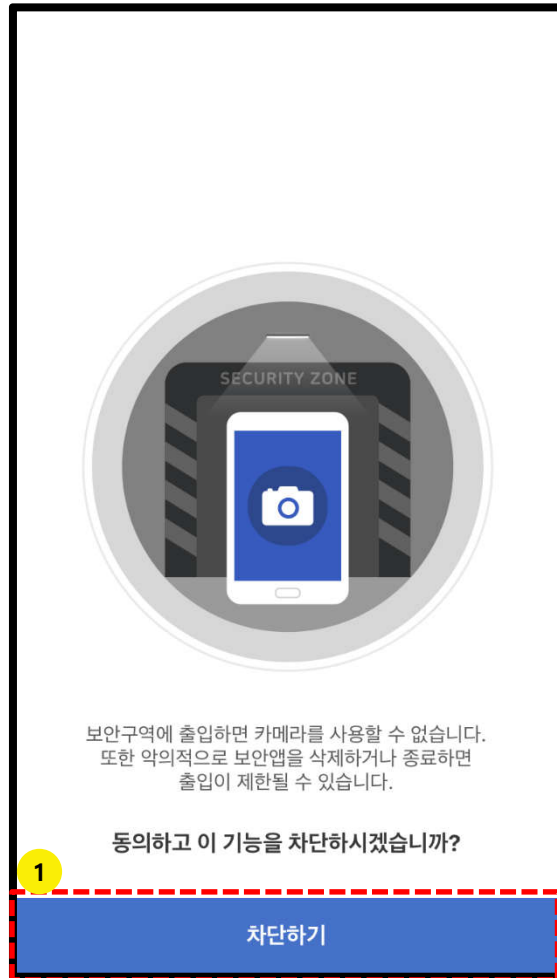 SECURITY ZONE
보안구역에 출입하면 카메라를 사용할 수 없습니다.
또한 악의적으로 보안앱을 삭제하거나 종료하면
출입이 제한될 수 있습니다.
동의하고 이 기능을 차단하시겠습니까?
1
차단하기